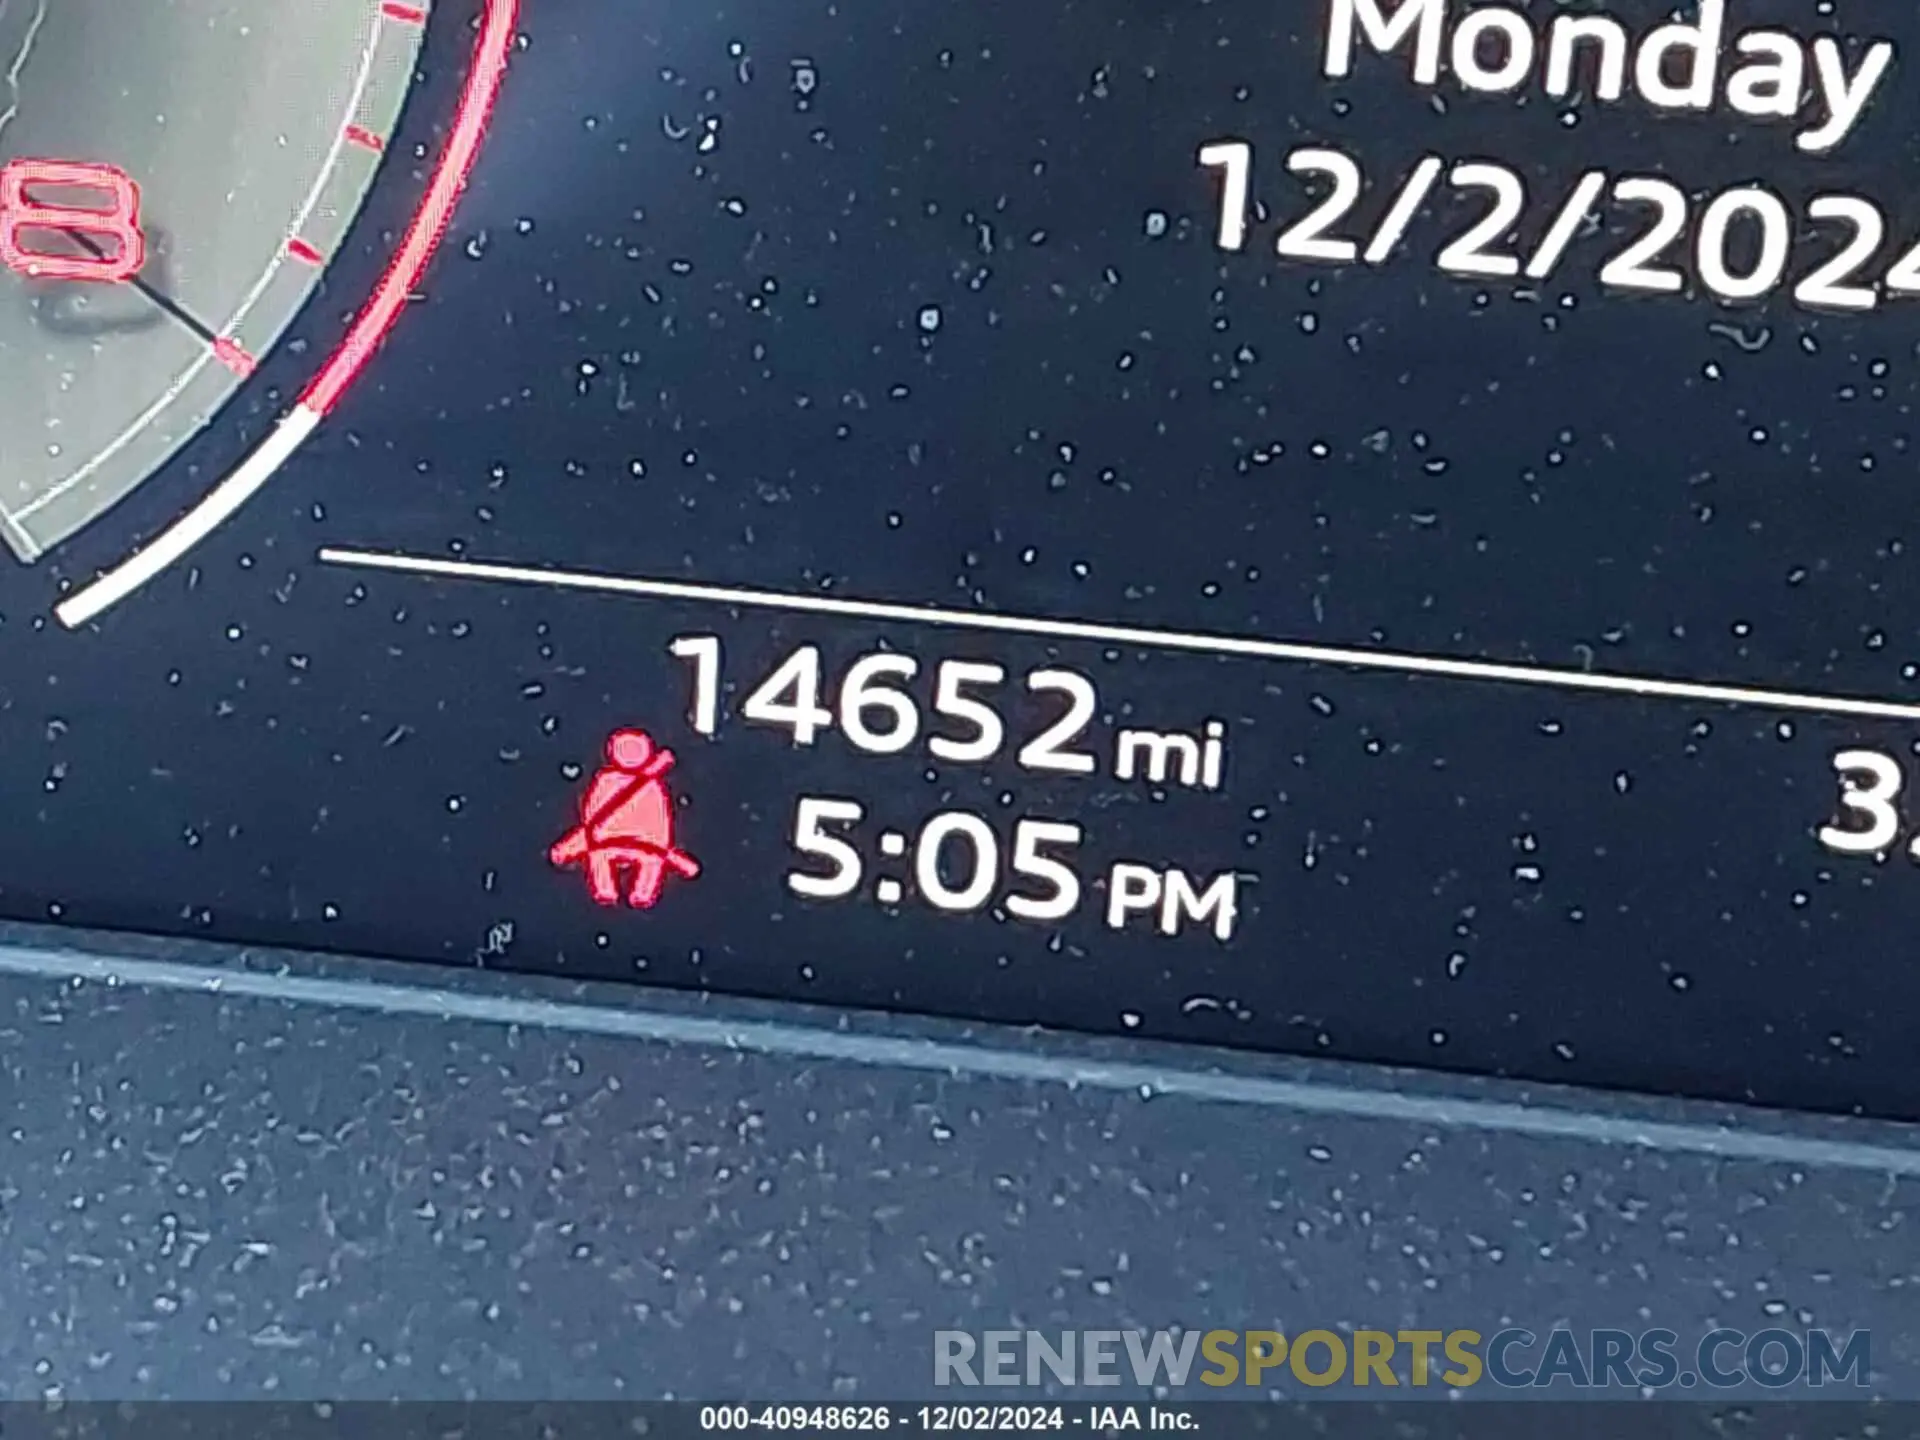 Monday
12/2/2024
8
14652 mi
5:05 PM
RENEWSPORTSCARS.COM
000-40948626 - 12/02/2024 - IAA Inc.